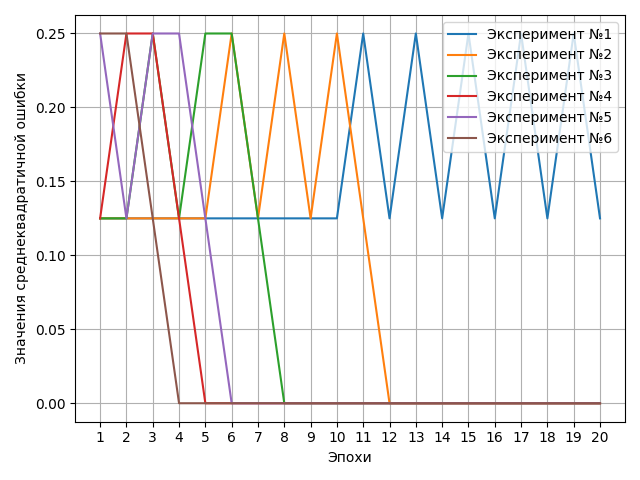 0.25
0.20
0.15
0.10
0.05
0.00
Значения среднеквадратичной ошибки
Эксперимент №1
Эксперимент №2
Эксперимент №3
Эксперимент №4
Эксперимент №5
Эксперимент №6
1 2 3 4 5 6 7 8 9 10 11 12 13 14 15 16 17 18 19 20
Эпохи